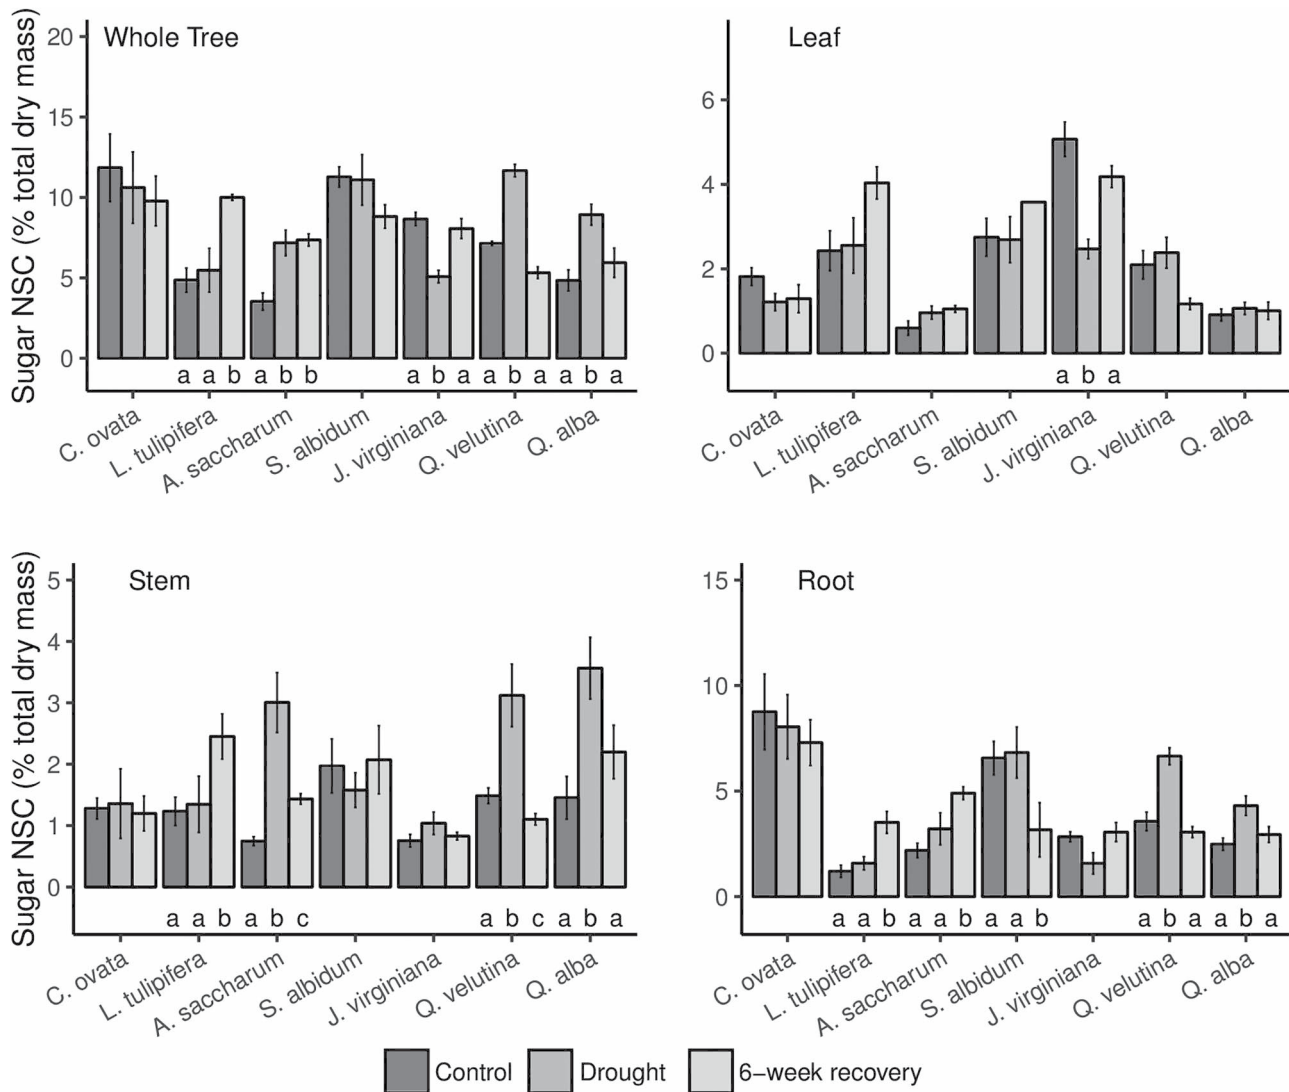 Whole Tree
Sugar NSC (% total dry mass)
20
15
10
5
0
a a b a b b a b a a b a a b a
C. ovata
L. tulipifera
A. saccharum
S. albidum
J. virginiana
Q. velutina
Q. alba
Leaf
6
4
2
0
a b a
C. ovata
L. tulipifera
A. saccharum
S. albidum
J. virginiana
Q. velutina
Q. alba
Stem
Sugar NSC (% total dry mass)
5
4
3
2
1
0
a a b a b c a b c a b a
C. ovata
L. tulipifera
A. saccharum
S. albidum
J. virginiana
Q. velutina
Q. alba
Root
15
10
5
0
a a b a a b a a b a b a a b a
C. ovata
L. tulipifera
A. saccharum
S. albidum
J. virginiana
Q. velutina
Q. alba
Control Drought 6−week recovery